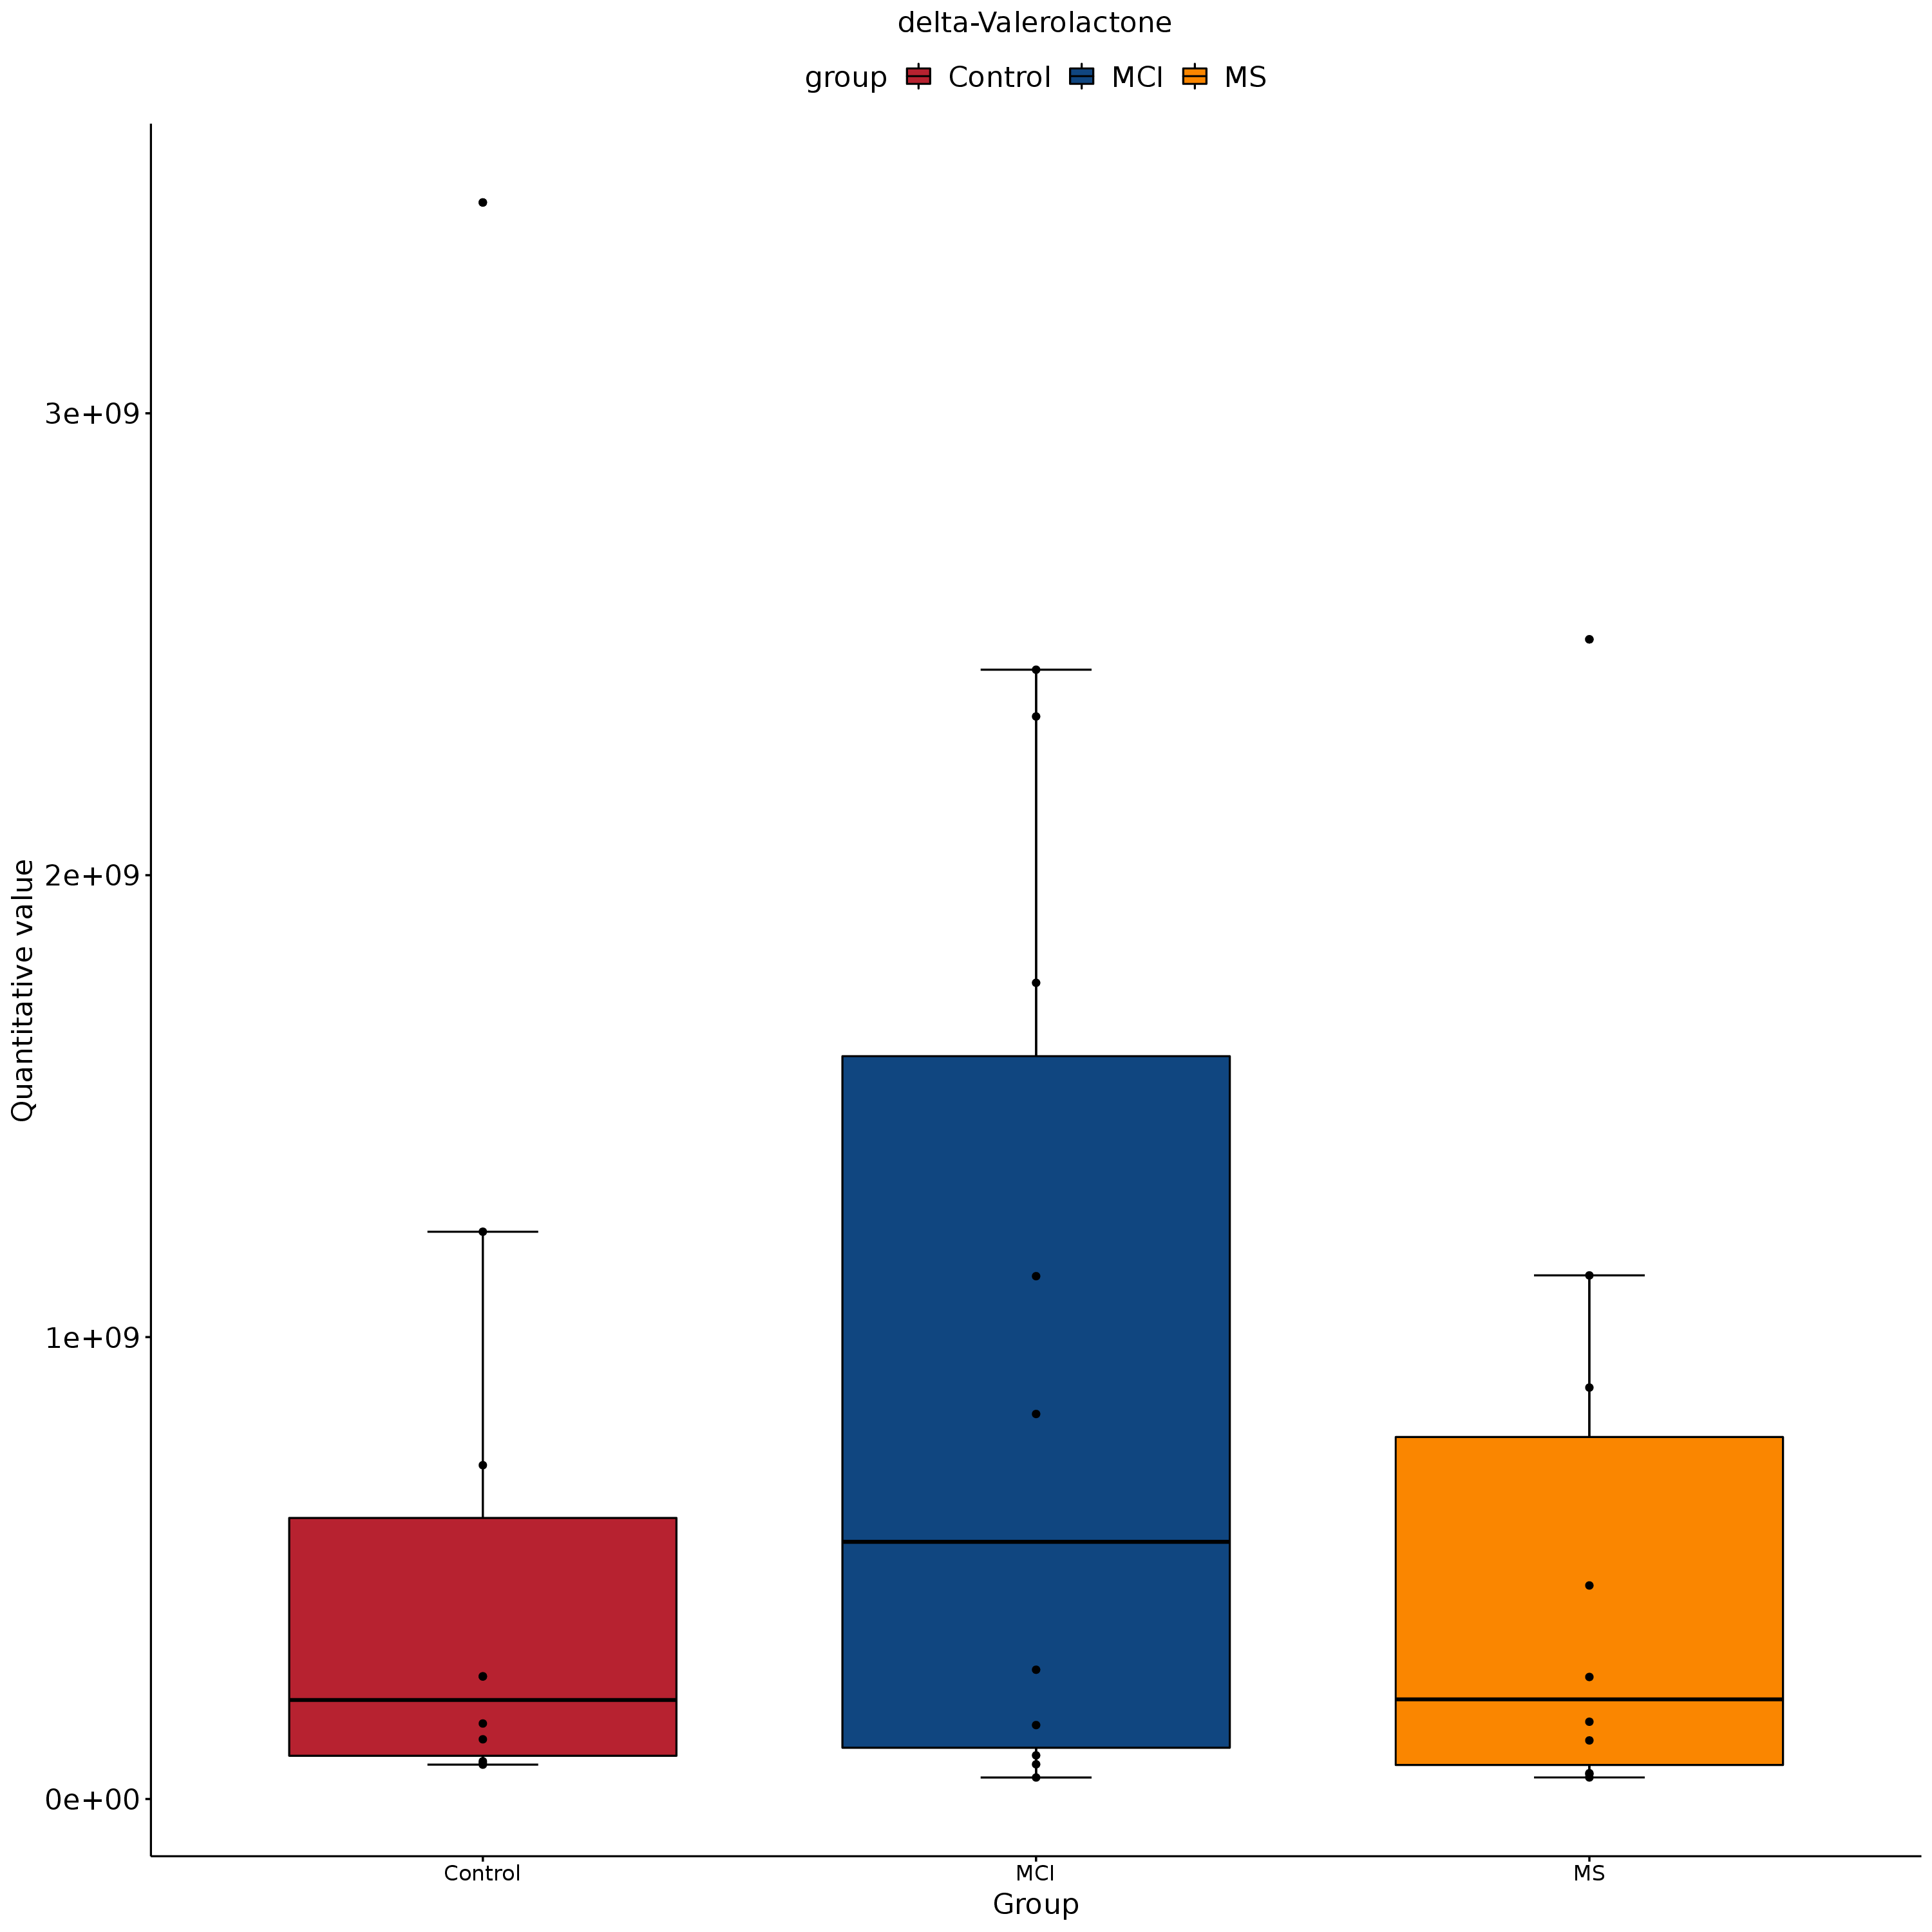 delta-Valerolactone
group Control MCI MS
3e+09
2e+09
1e+09
0e+00
Quantitative value
Control MCI MS
Group